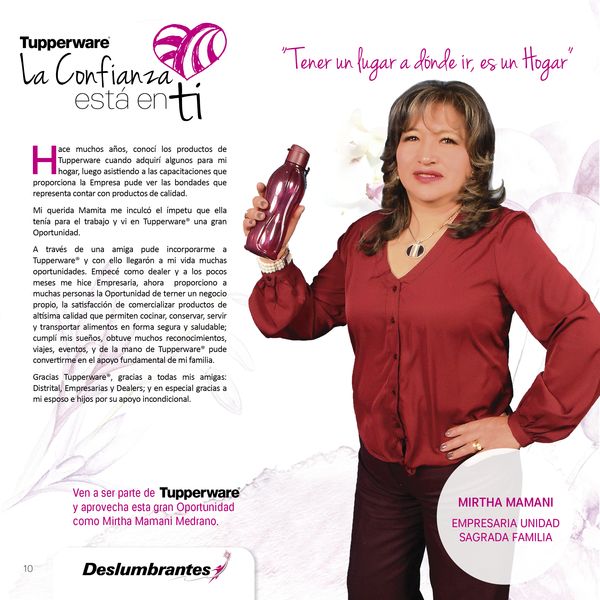 Tupperware®
La Confianza
está en ti
"Tener un lugar a dónde ir, es un Hogar"
Hace muchos años, conocí los productos de
Tupperware cuando adquirí algunos para mi
hogar, luego asistiendo a las capacitaciones que
proporciona la Empresa pude ver las bondades que
representa contar con productos de calidad.
Mi querida Mamita me inculcó el ímpetu que ella
tenía para el trabajo y vi en Tupperware® una gran
Oportunidad.
A través de una amiga pude incorporarme a
Tupperware® y con ello llegarón a mi vida muchas
oportunidades. Empecé como dealer y a los pocos
meses me hice Empresaria, ahora proporciono a
muchas personas la Oportunidad de terner un negocio
propio, la satisfacción de comercializar productos de
altísima calidad que permiten cocinar, conservar, servir
y transportar alimentos en forma segura y saludable;
cumplí mis sueños, obtuve muchos reconocimientos,
viajes, eventos, y de la mano de Tupperware® pude
convertirme en el apoyo fundamental de mi familia.
Gracias Tupperware®, gracias a todas mis amigas:
Distrital, Empresarias y Dealers; y en especial gracias a
mi esposo e hijos por su apoyo incondicional.
Ven a ser parte de Tupperware®
y aprovecha esta gran Oportunidad
como Mirtha Mamani Medrano.
MIRTHA MAMANI
EMPRESARIA UNIDAD
SAGRADA FAMILIA
10
Deslumbrantes